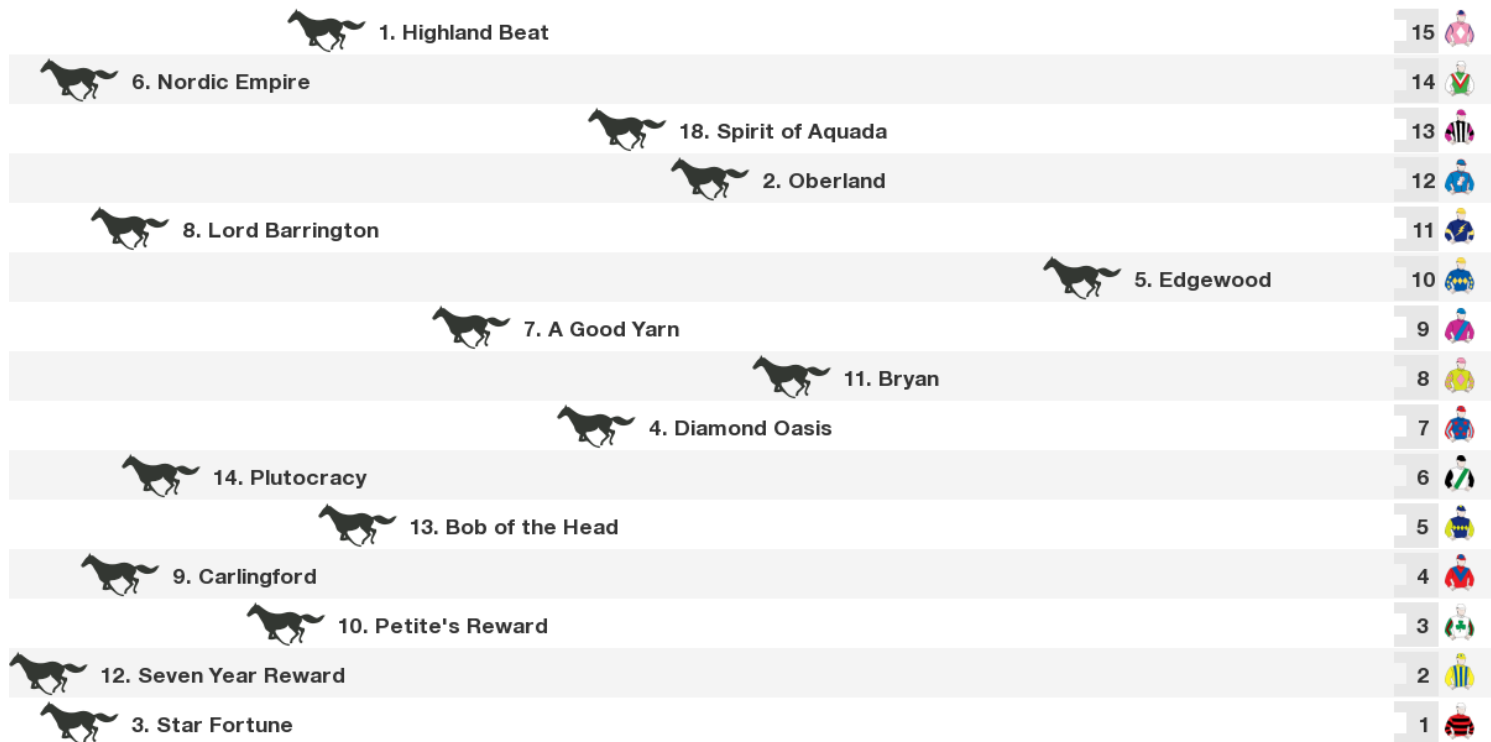 1. Highland Beat 15
6. Nordic Empire 14
18. Spirit of Aquada 13
2. Oberland 12
8. Lord Barrington 11
5. Edgewood 10
7. A Good Yarn 9
11. Bryan 8
4. Diamond Oasis 7
14. Plutocracy 6
13. Bob of the Head 5
9. Carlingford 4
10. Petite's Reward 3
12. Seven Year Reward 2
3. Star Fortune 1